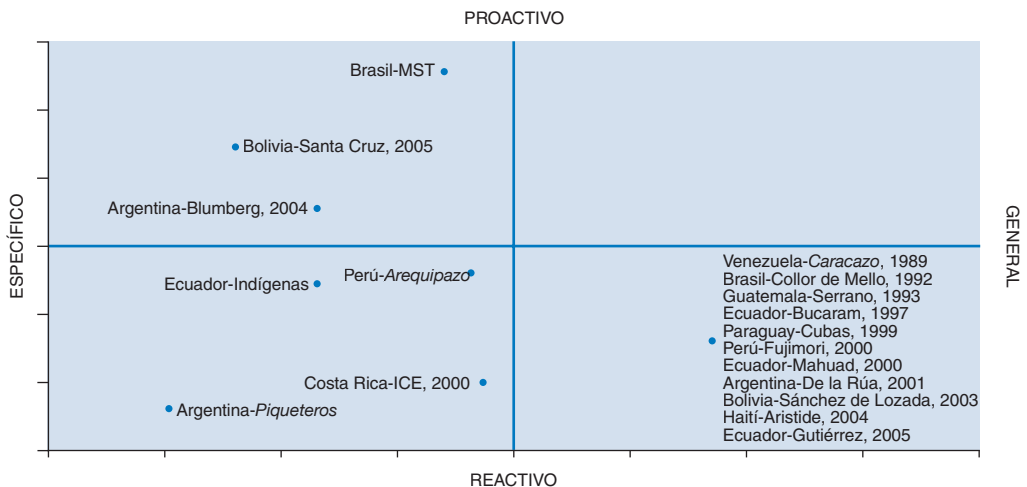 PROACTIVO
Brasil-MST
Bolivia-Santa Cruz, 2005
Argentina-Blumberg, 2004
ESPECÍFICO
GENERAL
Ecuador-Indígenas
Perú-Arequipazo
Costa Rica-ICE, 2000
Argentina-Piqueteros
Venezuela-Caracazo, 1989
Brasil-Collor de Mello, 1992
Guatemala-Serrano, 1993
Ecuador-Bucaram, 1997
Paraguay-Cubas, 1999
Perú-Fujimori, 2000
Ecuador-Mahuad, 2000
Argentina-De la Rúa, 2001
Bolivia-Sánchez de Lozada, 2003
Haití-Aristide, 2004
Ecuador-Gutiérrez, 2005
REACTIVO